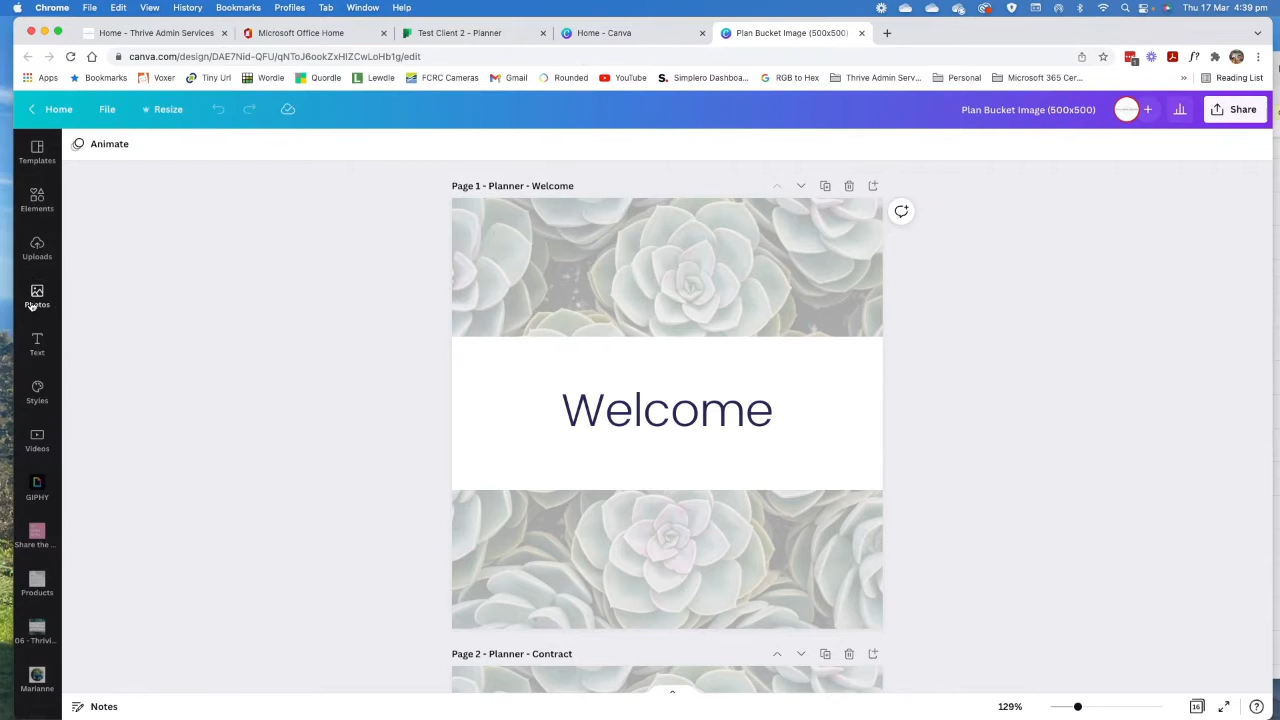 Chrome File Edit View History Bookmarks Profiles Tab Window Help Thu 17 Mar 4:39 pm
Home - Thrive Admin Services Microsoft Office Home Test Client 2 - Planner Home - Canva Plan Bucket Image (500x500)
canva.com/design/DAE7Nid-QFU/qNToJ6ookZxHIZCwLoHb1g/edit
Apps Bookmarks Voxer Tiny Url Wordle Quordle Lewdle FORC Cameras Gmail Rounded YouTube Simplero Dashboa... RGB to Hex Thrive Admin Serv... Personal Microsoft 365 Cer... » Reading List
Home File Resize Plan Bucket Image (500x500) Share
Animate
Templates
Elements
Uploads
Photos
Text
Styles
Videos
GIPHY
Share the ...
Products
06 - Thrivi...
Marianne
Page 1 - Planner - Welcome
Welcome
Page 2 - Planner - Contract
Notes 129% 16